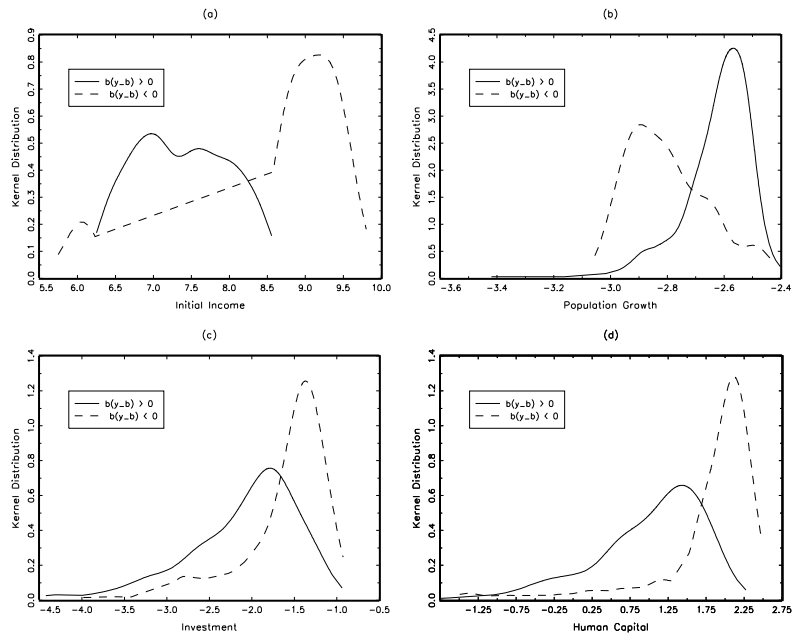 (a)
Kernel Distribution
0.0 0.1 0.2 0.3 0.4 0.5 0.6 0.7 0.8 0.9
b(y_b) > 0
b(y_b) < 0
5.5 6.0 6.5 7.0 7.5 8.0 8.5 9.0 9.5 10.0
Initial Income
(b)
Kernel Distribution
0.0 0.5 1.0 1.5 2.0 2.5 3.0 3.5 4.0 4.5
b(y_b) > 0
b(y_b) < 0
−3.6 −3.4 −3.2 −3.0 −2.8 −2.6 −2.4
Population Growth
(c)
Kernel Distribution
0.0 0.2 0.4 0.6 0.8 1.0 1.2 1.4
b(y_b) > 0
b(y_b) < 0
−4.5 −4.0 −3.5 −3.0 −2.5 −2.0 −1.5 −1.0 −0.5
Investment
(d)
Kernel Distribution
0.0 0.2 0.4 0.6 0.8 1.0 1.2 1.4
b(y_b) > 0
b(y_b) < 0
−1.25 −0.75 −0.25 0.25 0.75 1.25 1.75 2.25 2.75
Human Capital